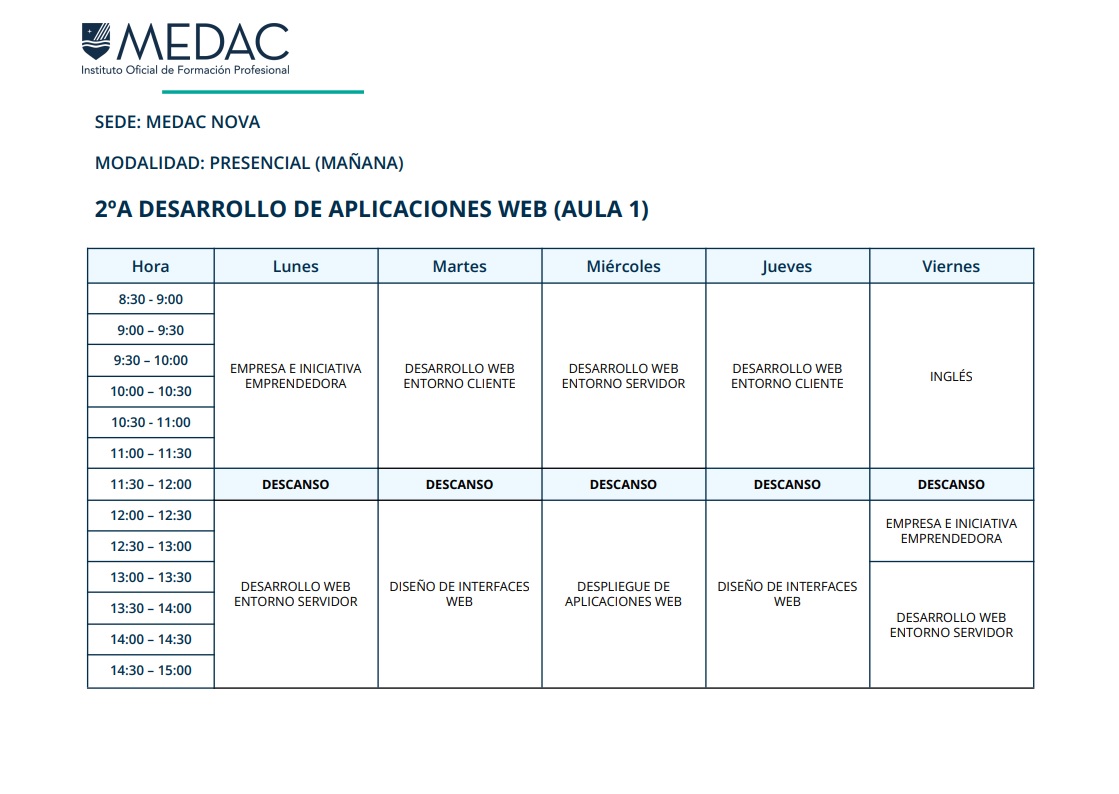 MEDAC
Instituto Oficial de Formación Profesional
SEDE: MEDAC NOVA
MODALIDAD: PRESENCIAL (MAÑANA)
2ºA DESARROLLO DE APLICACIONES WEB (AULA 1)
Hora Lunes Martes Miércoles Jueves Viernes
8:30 - 9:00
9:00 – 9:30
9:30 – 10:00
10:00 – 10:30
10:30 - 11:00
11:00 – 11:30
EMPRESA E INICIATIVA
EMPRENDEDORA
DESARROLLO WEB
ENTORNO CLIENTE
DESARROLLO WEB
ENTORNO SERVIDOR
DESARROLLO WEB
ENTORNO CLIENTE
INGLÉS
11:30 – 12:00 DESCANSO DESCANSO DESCANSO DESCANSO DESCANSO
12:00 – 12:30
12:30 – 13:00
13:00 – 13:30
13:30 – 14:00
14:00 – 14:30
14:30 – 15:00
DESARROLLO WEB
ENTORNO SERVIDOR
DISEÑO DE INTERFACES
WEB
DESPLIEGUE DE
APLICACIONES WEB
DISEÑO DE INTERFACES
WEB
EMPRESA E INICIATIVA
EMPRENDEDORA
DESARROLLO WEB
ENTORNO SERVIDOR